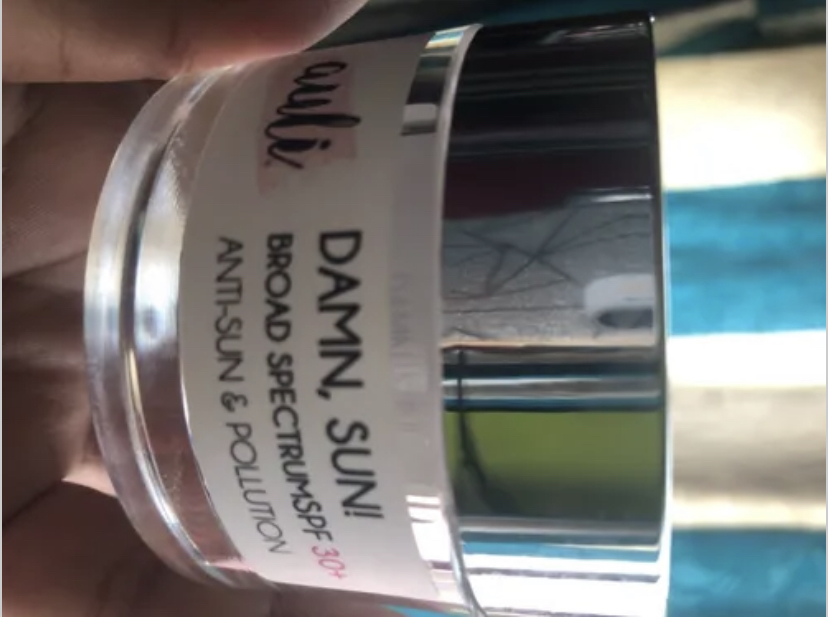 auli
DAMN, SUN!
BROAD SPECTRUMSPF 30+
ANTI-SUN & POLLUTION